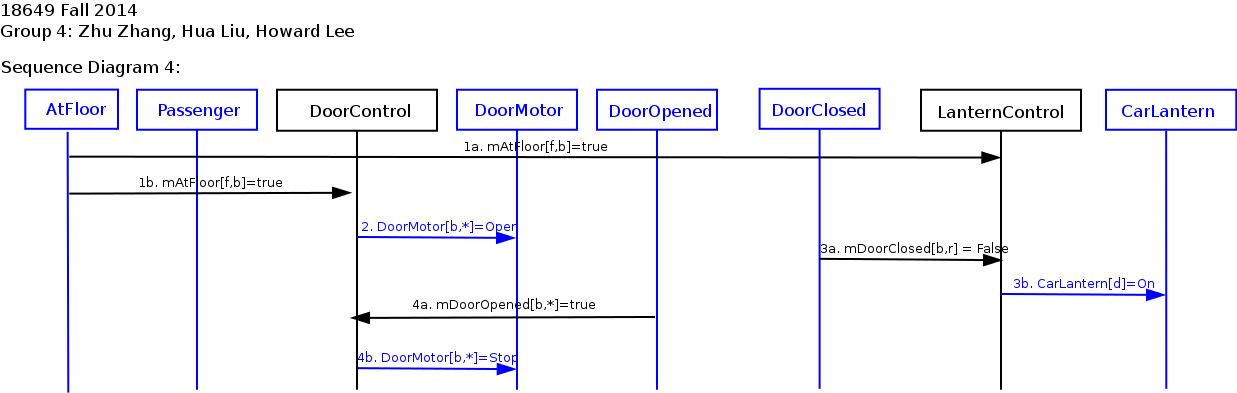 18649 Fall 2014
Group 4: Zhu Zhang, Hua Liu, Howard Lee
Sequence Diagram 4:
AtFloor Passenger DoorControl DoorMotor DoorOpened DoorClosed LanternControl CarLantern
1a. mAtFloor[f,b]=true
1b. mAtFloor[f,b]=true
2. DoorMotor[b,*]=Open
3a. mDoorClosed[b,r] = False
3b. CarLantern[d]=On
4a. mDoorOpened[b,*]=true
4b. DoorMotor[b,*]=Stop